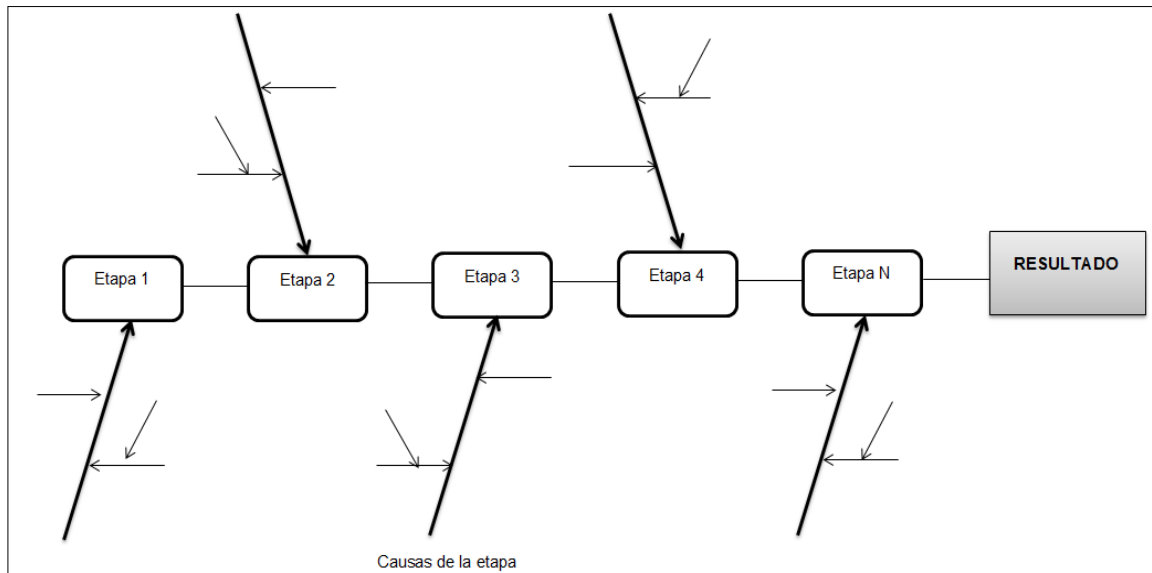 Etapa 1
Etapa 2
Etapa 3
Etapa 4
Etapa N
RESULTADO
Causas de la etapa